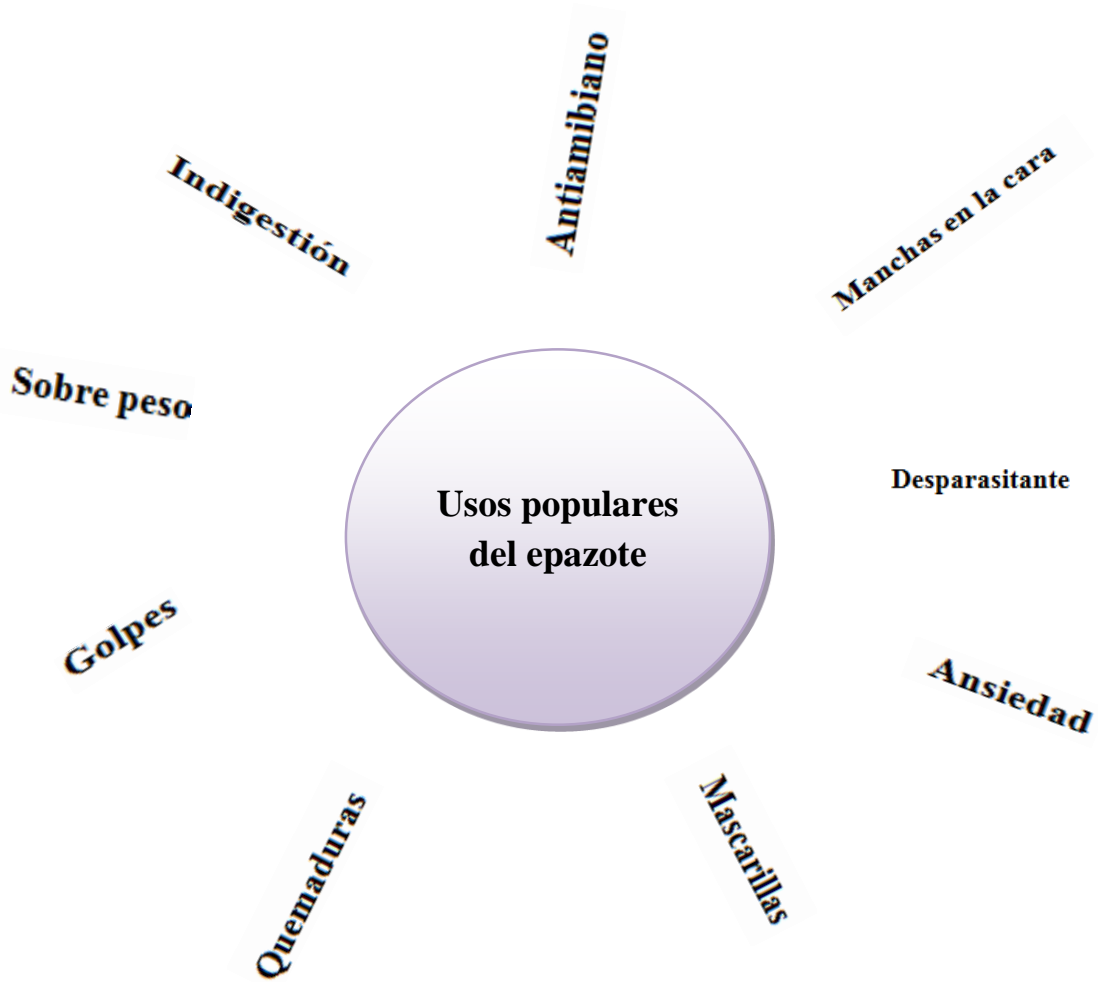 Antiamibiano
Indigestión
Manchas en la cara
Sobre peso
Desparasitante
Usos populares
del epazote
Golpes
Ansiedad
Mascarillas
Quemaduras